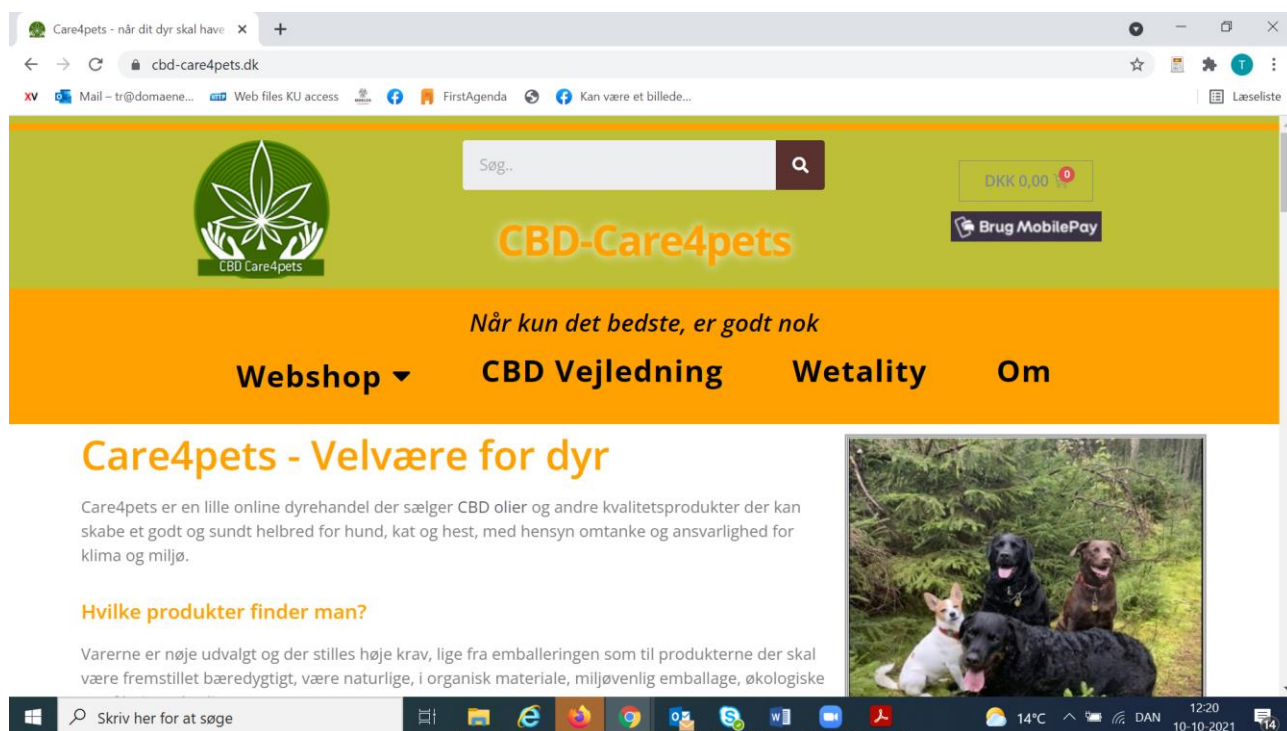 Care4pets - når dit dyr skal have
cbd-care4pets.dk
XV Mail – tr@domaene... Web files KU access FirstAgenda Kan være et billede... Læseliste
T
CBD Care4pets
Søg..
DKK 0,00 0
Brug MobilePay
CBD-Care4pets
Når kun det bedste, er godt nok
Webshop CBD Vejledning Wetality Om
Care4pets - Velvære for dyr
Care4pets er en lille online dyrehandel der sælger CBD olier og andre kvalitetsprodukter der kan
skabe et godt og sundt helbred for hund, kat og hest, med hensyn omtanke og ansvarlighed for
klima og miljø.
Hvilke produkter finder man?
Varerne er nøje udvalgt og der stilles høje krav, lige fra emballeringen som til produkterne der skal
være fremstillet bæredygtigt, være naturlige, i organisk materiale, miljøvenlig emballage, økologiske
Skriv her for at søge
14°C DAN
12:20
10-10-2021
14